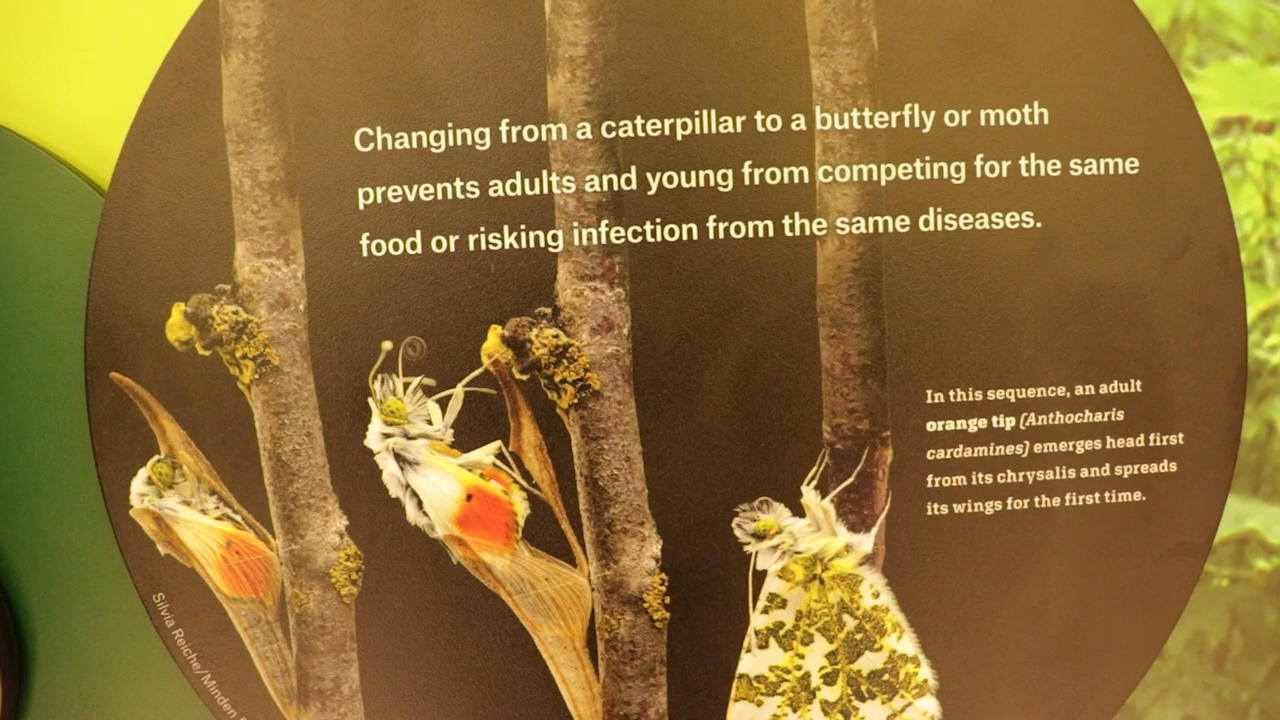 Changing from a caterpillar to a butterfly or moth
prevents adults and young from competing for the same
food or risking infection from the same diseases.
In this sequence, an adult
orange tip (Anthocharis
cardamines) emerges head first
from its chrysalis and spreads
its wings for the first time.
Silvia Reiche/Minden